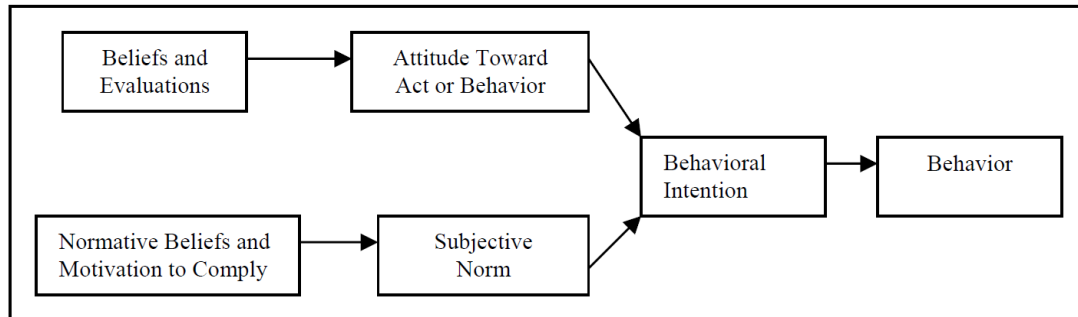 Beliefs and
Evaluations
Attitude Toward
Act or Behavior
Behavioral
Intention
Behavior
Normative Beliefs and
Motivation to Comply
Subjective
Norm